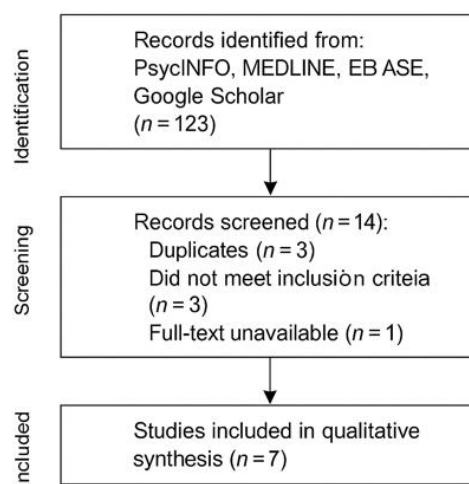 Identification
Records identified from:
PsycINFO, MEDLINE, EB ASE,
Google Scholar
(n = 123)
Screening
Records screened (n = 14):
Duplicates (n = 3)
Did not meet inclusion criteia
(n = 3)
Full-text unavailable (n = 1)
ncluded
Studies included in qualitative
synthesis (n = 7)